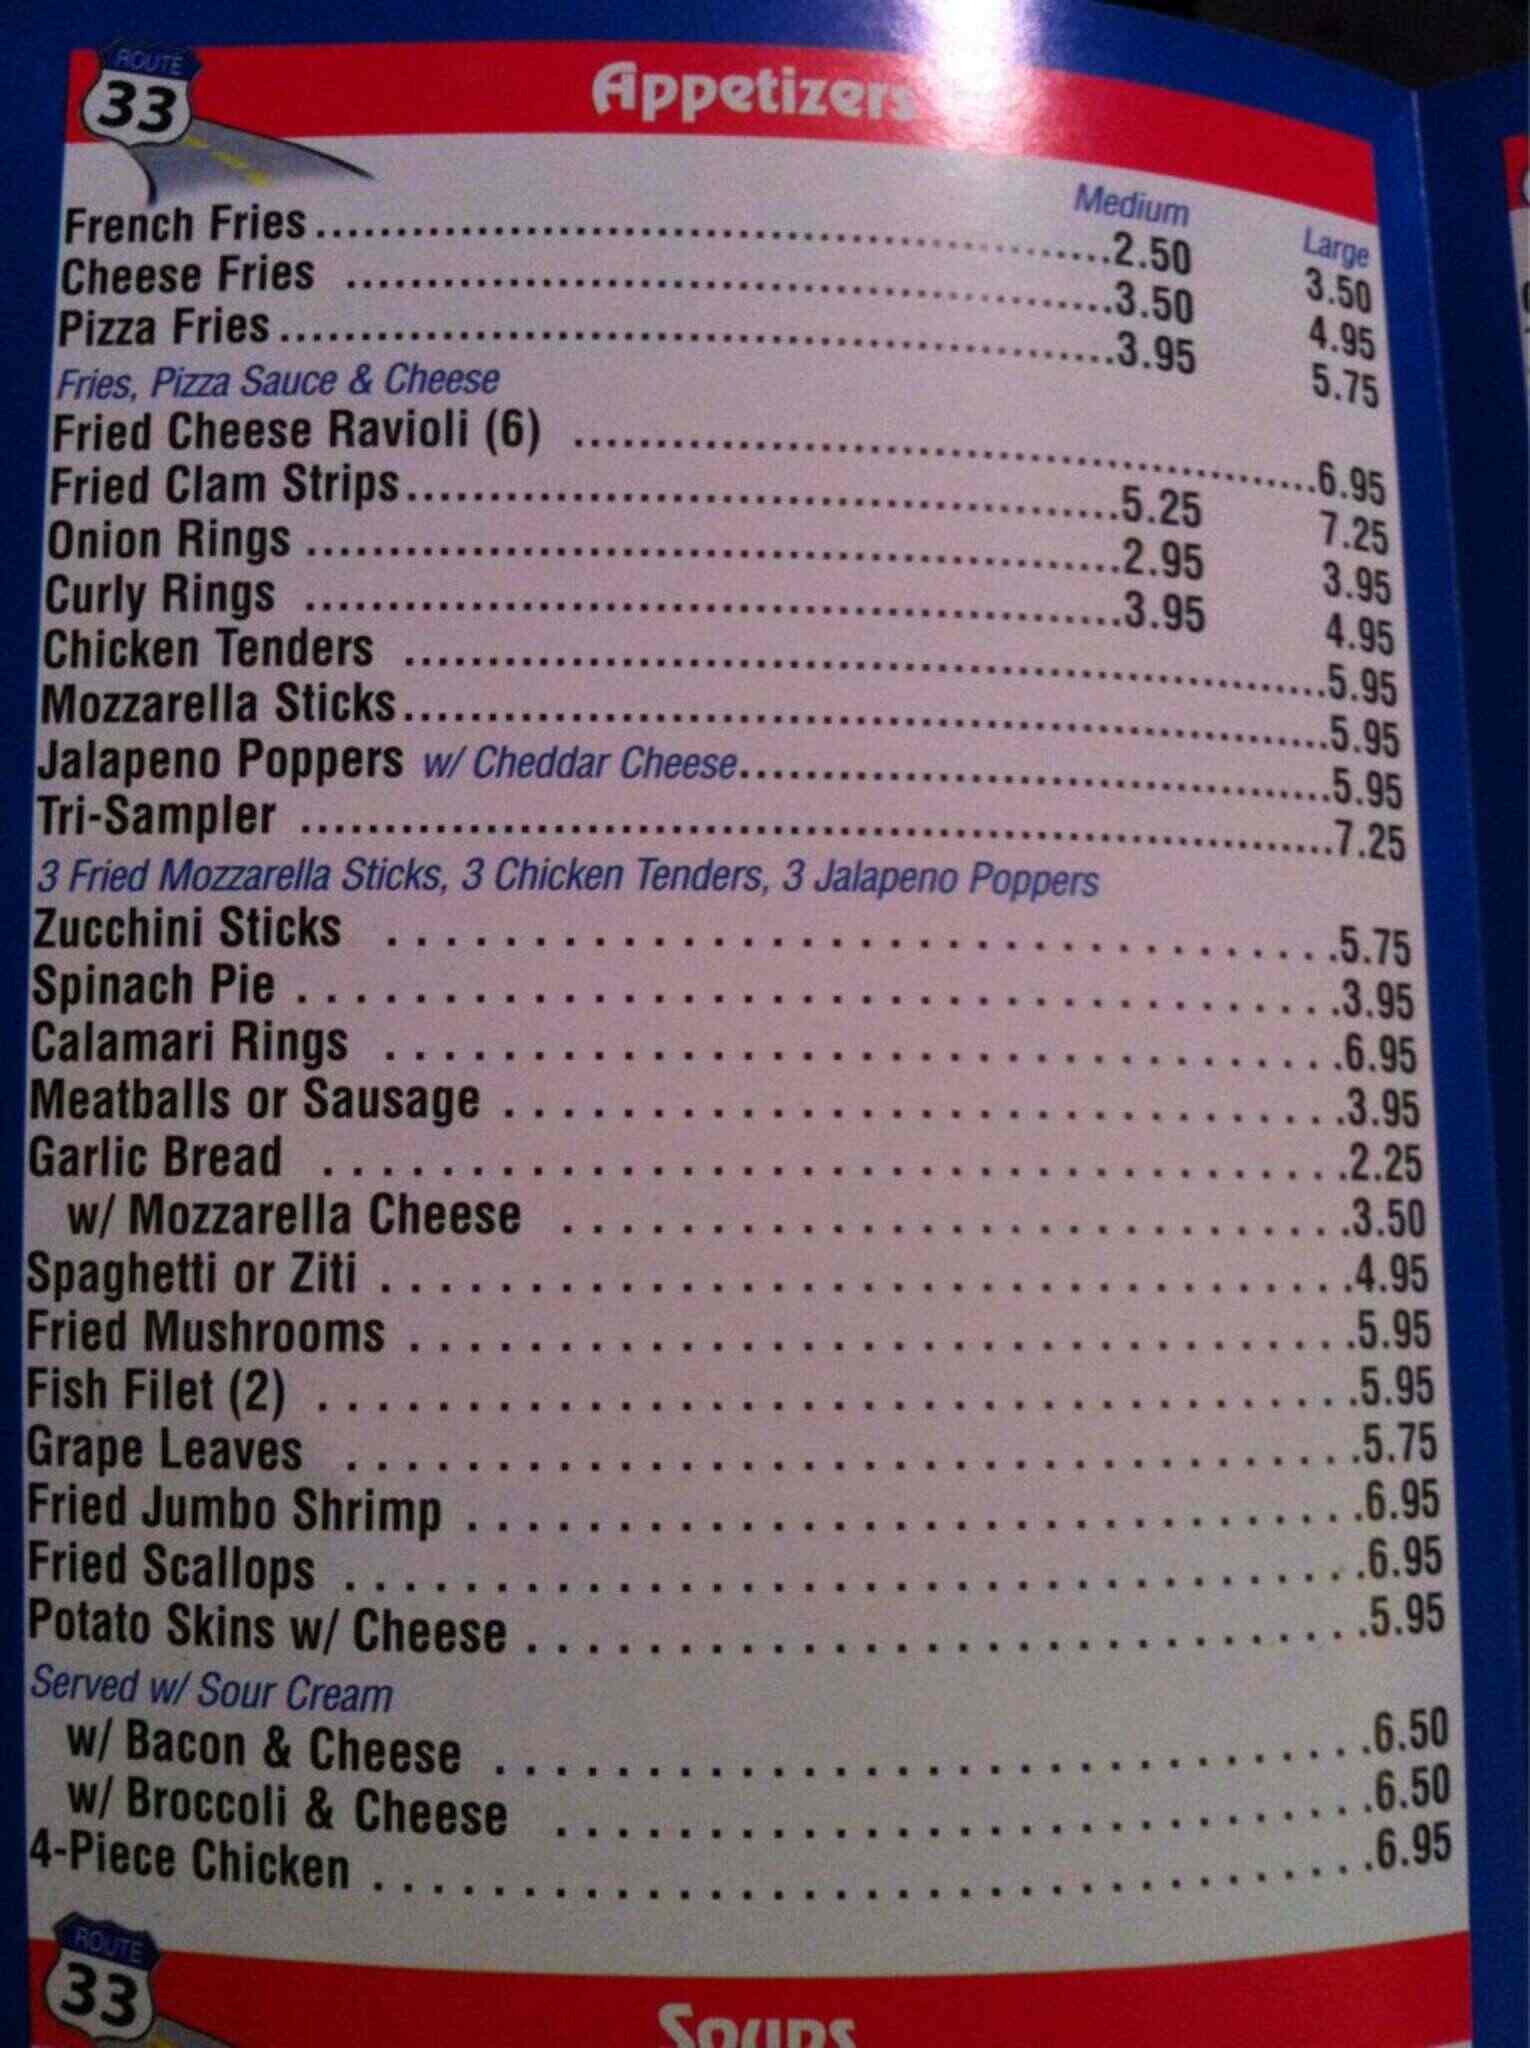 ROUTE
33
Appetizers
Medium Large
French Fries 2.50 3.50
Cheese Fries 3.50 4.95
Pizza Fries 3.95 5.75
Fries, Pizza Sauce & Cheese
Fried Cheese Ravioli (6) 6.95
Fried Clam Strips 5.25 7.25
Onion Rings 2.95 3.95
Curly Rings 3.95 4.95
Chicken Tenders 5.95
Mozzarella Sticks 5.95
Jalapeno Poppers w/ Cheddar Cheese 5.95
Tri-Sampler 7.25
3 Fried Mozzarella Sticks, 3 Chicken Tenders, 3 Jalapeno Poppers
Zucchini Sticks 5.75
Spinach Pie 3.95
Calamari Rings 6.95
Meatballs or Sausage 3.95
Garlic Bread 2.25
w/ Mozzarella Cheese 3.50
Spaghetti or Ziti 4.95
Fried Mushrooms 5.95
Fish Filet (2) 5.95
Grape Leaves 5.75
Fried Jumbo Shrimp 6.95
Fried Scallops 6.95
Potato Skins w/ Cheese 5.95
Served w/ Sour Cream
w/ Bacon & Cheese 6.50
w/ Broccoli & Cheese 6.50
4-Piece Chicken 6.95
ROUTE
33
Soups